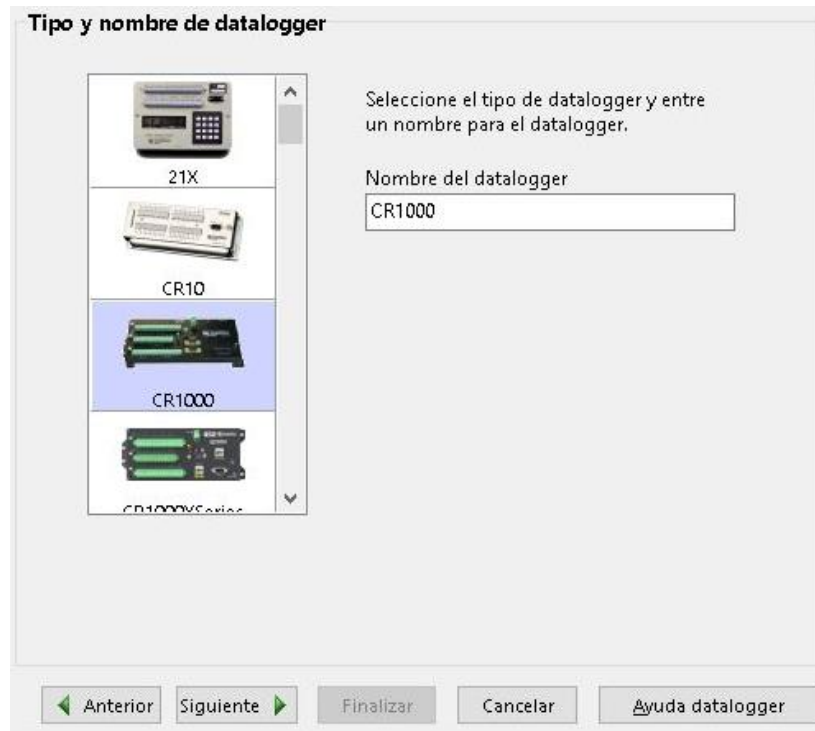 Tipo y nombre de datalogger
21X
CR10
CR1000
CR1000XSeries
Seleccione el tipo de datalogger y entre
un nombre para el datalogger.
Nombre del datalogger
CR1000
Anterior
Siguiente
Finalizar
Cancelar
Ayuda datalogger